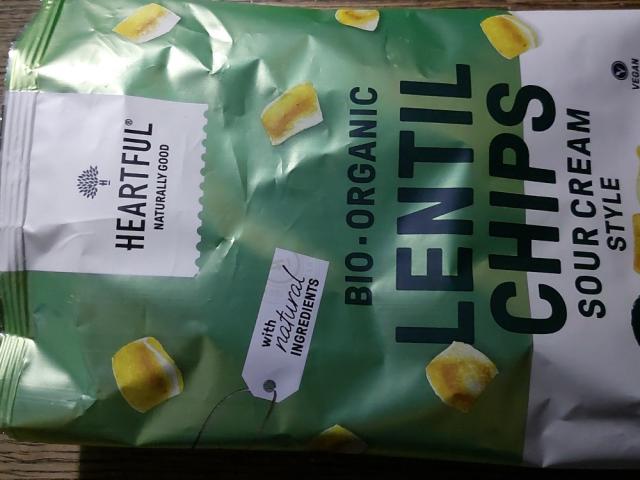 HEARTFUL®
NATURALLY GOOD
BIO·ORGANIC
LENTIL
CHIPS
SOUR CREAM
STYLE
with
natural
INGREDIENTS
VEGAN